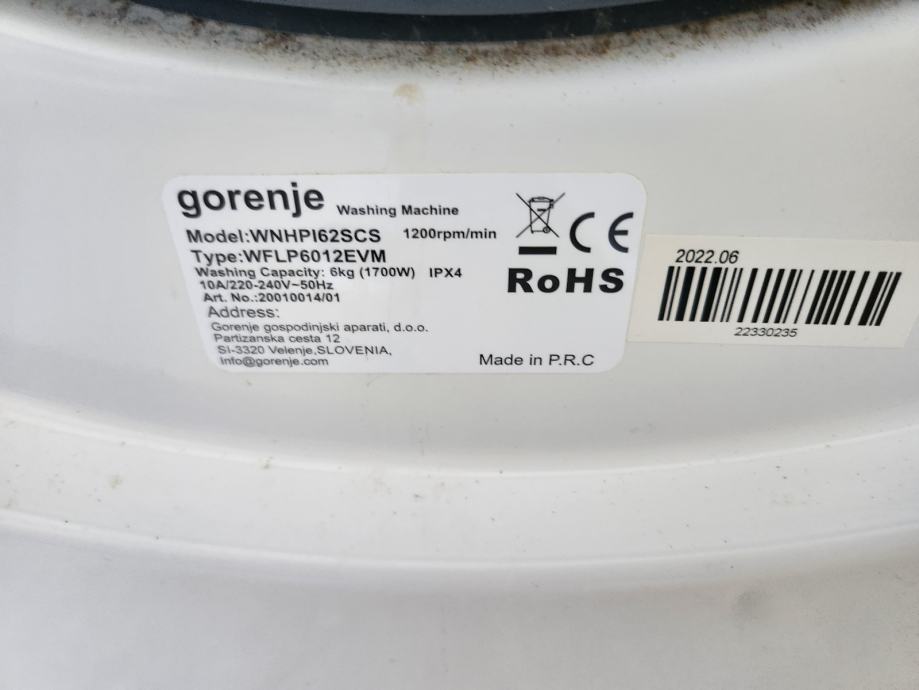 gorenje Washing Machine
Model:WNHPI62SCS 1200rpm/min
Type:WFLP6012EVM
Washing Capacity: 6kg (1700W) IPX4
10A/220-240V~50Hz
Art. No.:20010014/01
Address:
Gorenje gospodinjski aparati, d.o.o.
Partizanska cesta 12
SI-3320 Velenje,SLOVENIA,
info@gorenje.com
Made in P.R.C
CE
RoHS
2022.06
22330235